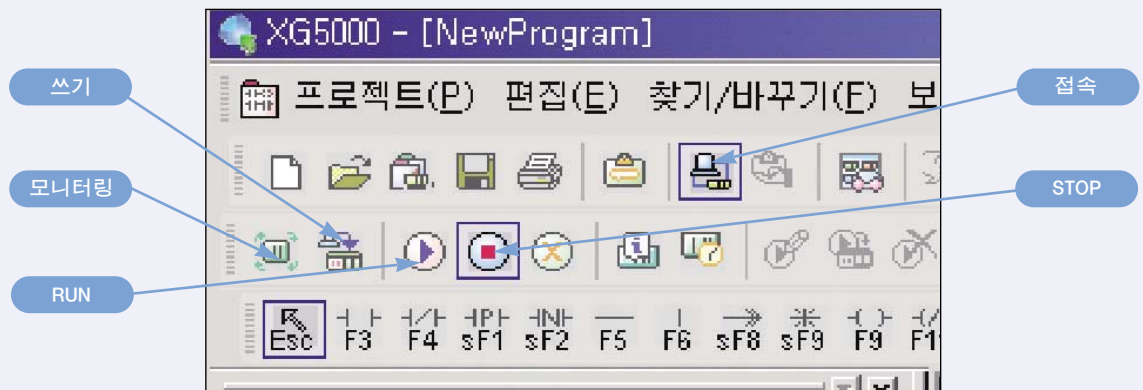 XG5000 - [NewProgram]
쓰기
접속
프로젝트(P) 편집(E) 찾기/바꾸기(F) 보
모니터링
STOP
RUN
Esc F3 F4 sF1 sF2 F5 F6 sF8 sF9 F9 F1